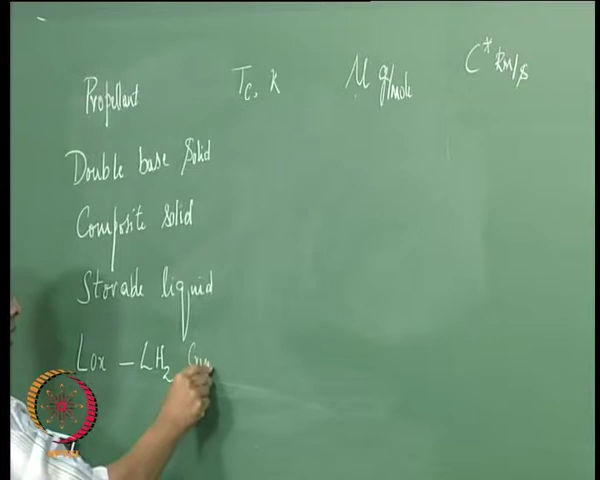 Propellant Tc, K M g/mole C* km/s
Double base Solid
Composite Solid
Storable liquid
Lox - LH2